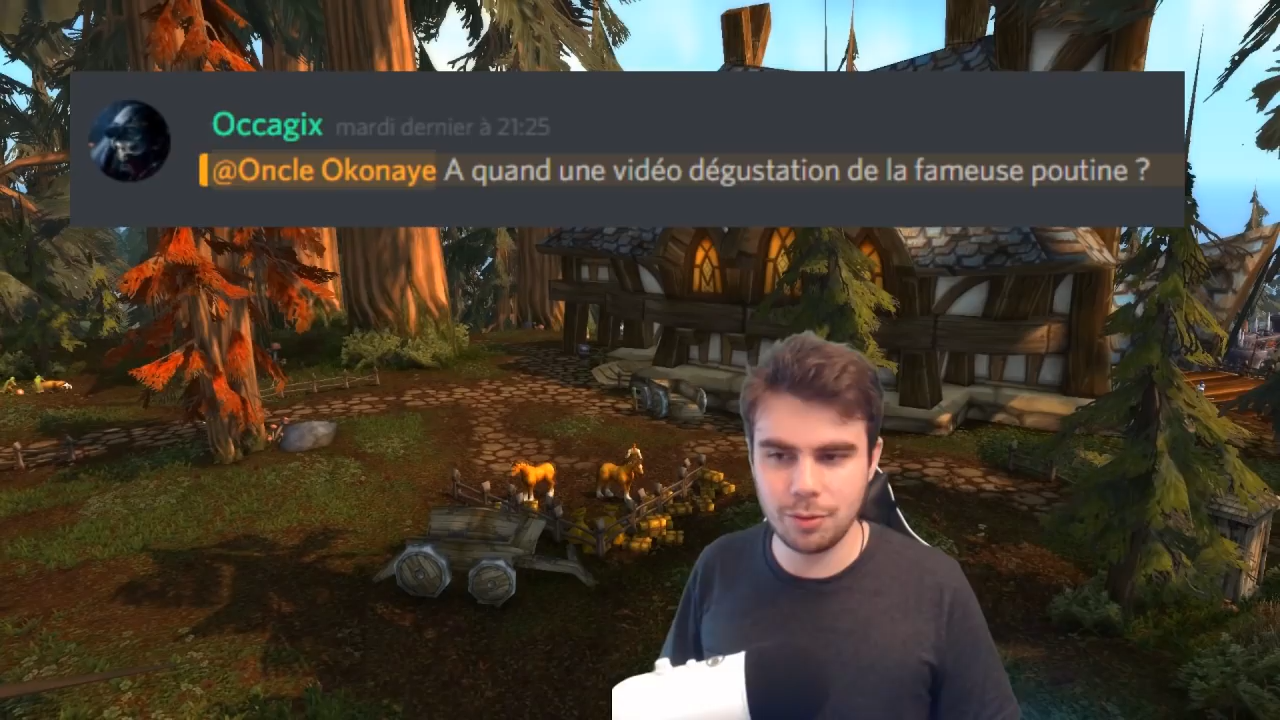 Occagix mardi dernier à 21:25
@Oncle Okonaye A quand une vidéo dégustation de la fameuse poutine ?